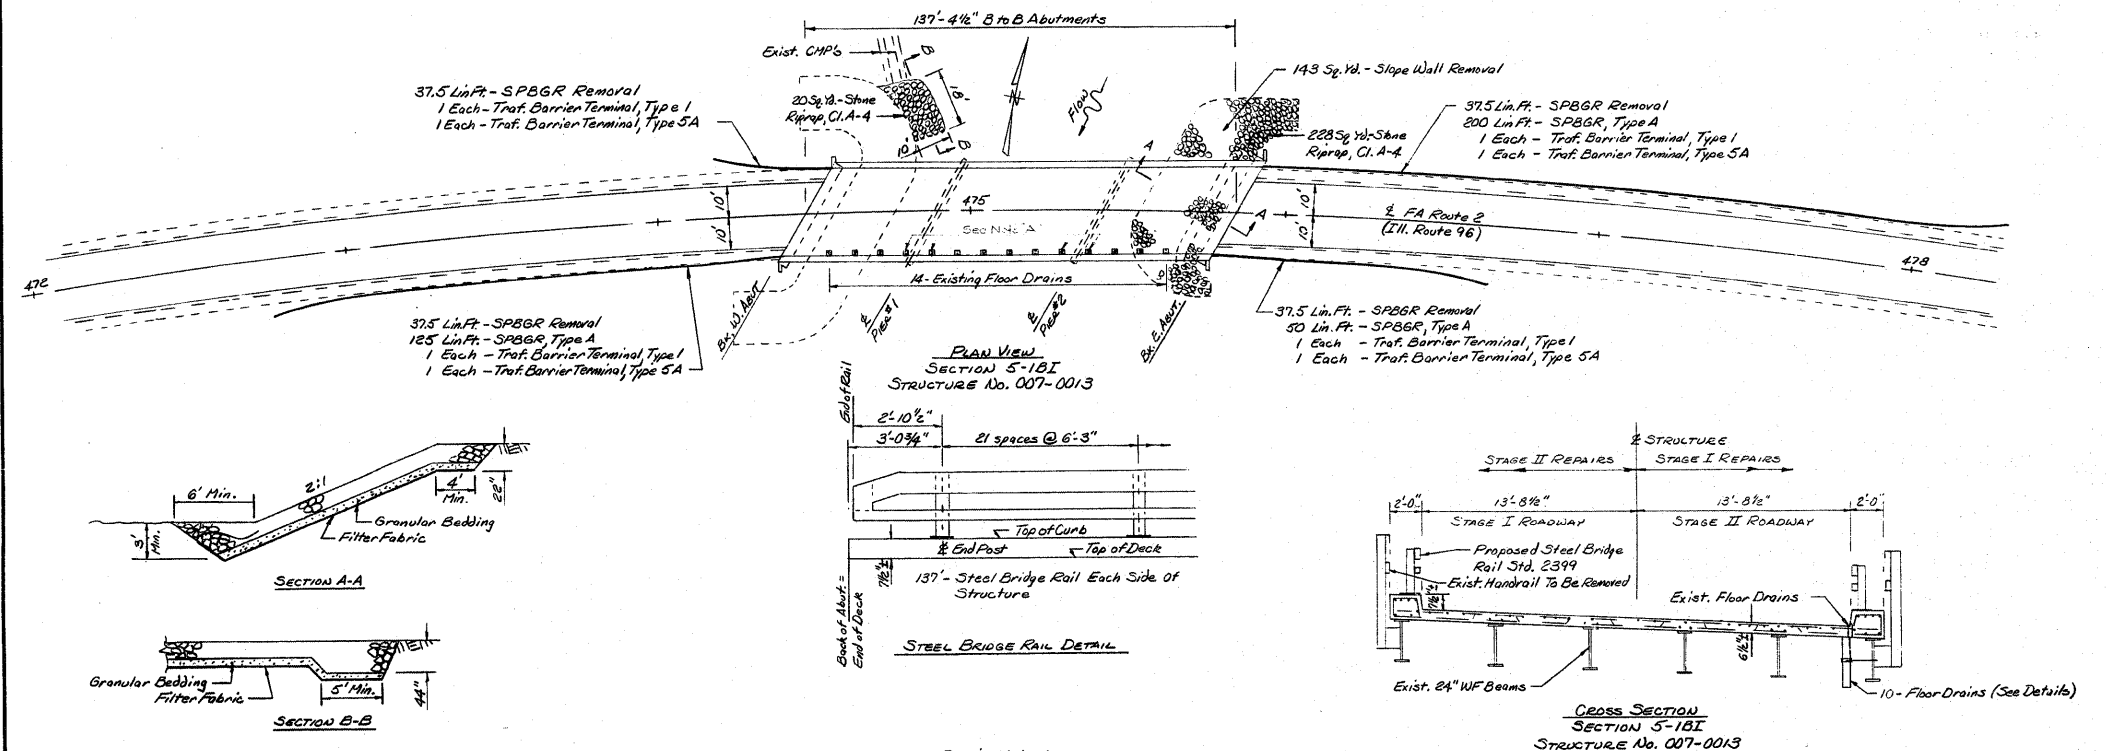 137'-4½" B to B Abutments
Exist. CMP's
B
18'
10'
B
20 Sq. Yd.-Stone
Riprap, Cl. A-4
FLOW
143 Sq. Yd. - Slope Wall Removal
228 Sq. Yd.-Stone
Riprap, Cl. A-4
37.5 Lin.Ft. - SPBGR Removal
1 Each - Traf. Barrier Terminal, Type 1
1 Each - Traf. Barrier Terminal, Type 5A
37.5 Lin.Ft. - SPBGR Removal
200 Lin.Ft. - SPBGR, Type A
1 Each - Traf. Barrier Terminal, Type 1
1 Each - Traf. Barrier Terminal, Type 5A
A
A
10'
10'
475
10'
10'
℄ FA Route 2
(Ill. Route 96)
472
478
14-Existing Floor Drains
Bk. W. Abut.
℄
Pier #1
℄
Pier #2
Bk. E. Abut.
37.5 Lin.Ft. - SPBGR Removal
125 Lin.Ft. - SPBGR, Type A
1 Each - Traf. Barrier Terminal, Type 1
1 Each - Traf. Barrier Terminal, Type 5A
37.5 Lin.Ft. - SPBGR Removal
50 Lin.Ft. - SPBGR, Type A
1 Each - Traf. Barrier Terminal, Type 1
1 Each - Traf. Barrier Terminal, Type 5A
PLAN VIEW
SECTION 5-1BI
STRUCTURE No. 007-0013
6' Min.
2:1
4'
Min.
22"
3'
Min.
Granular Bedding
Filter Fabric
SECTION A-A
Granular Bedding
Filter Fabric
5' Min.
44"
SECTION B-B
End of Rail
2'-10½"
3'-0¾"
21 spaces @ 6'-3"
Top of Curb
℄ End Post
Top of Deck
7½"±
Back of Abut. =
End of Deck
137'- Steel Bridge Rail Each Side of
Structure
STEEL BRIDGE RAIL DETAIL
℄ STRUCTURE
STAGE II REPAIRS
STAGE I REPAIRS
2'-0"
13'-8½"
13'-8½"
2'-0"
STAGE I ROADWAY
STAGE II ROADWAY
Proposed Steel Bridge
Rail Std. 2399
Exist. Handrail To Be Removed
7½"±
Exist. Floor Drains
6½"±
Exist. 24" WF Beams
10-Floor Drains (See Details)
CROSS SECTION
SECTION 5-1BI
STRUCTURE No. 007-0013